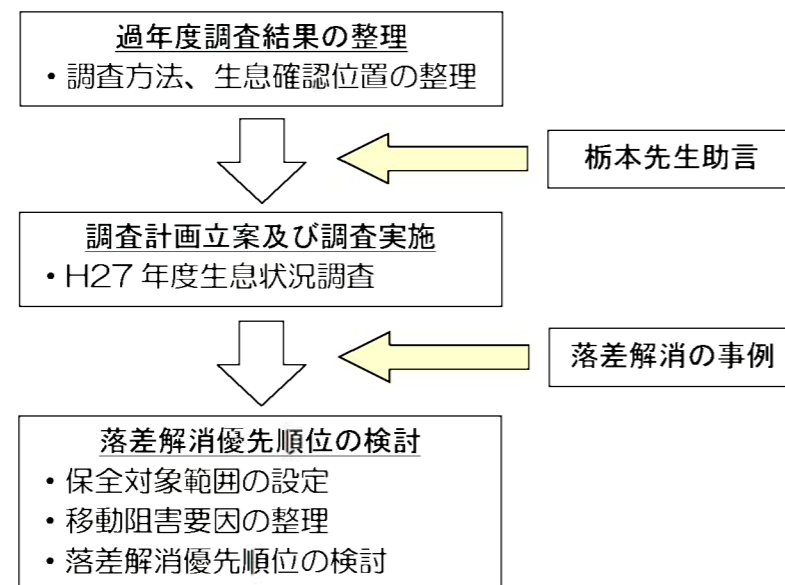 過年度調査結果の整理
・調査方法、生息確認位置の整理
栃本先生助言
調査計画立案及び調査実施
・H27 年度生息状況調査
落差解消の事例
落差解消優先順位の検討
・保全対象範囲の設定
・移動阻害要因の整理
・落差解消優先順位の検討